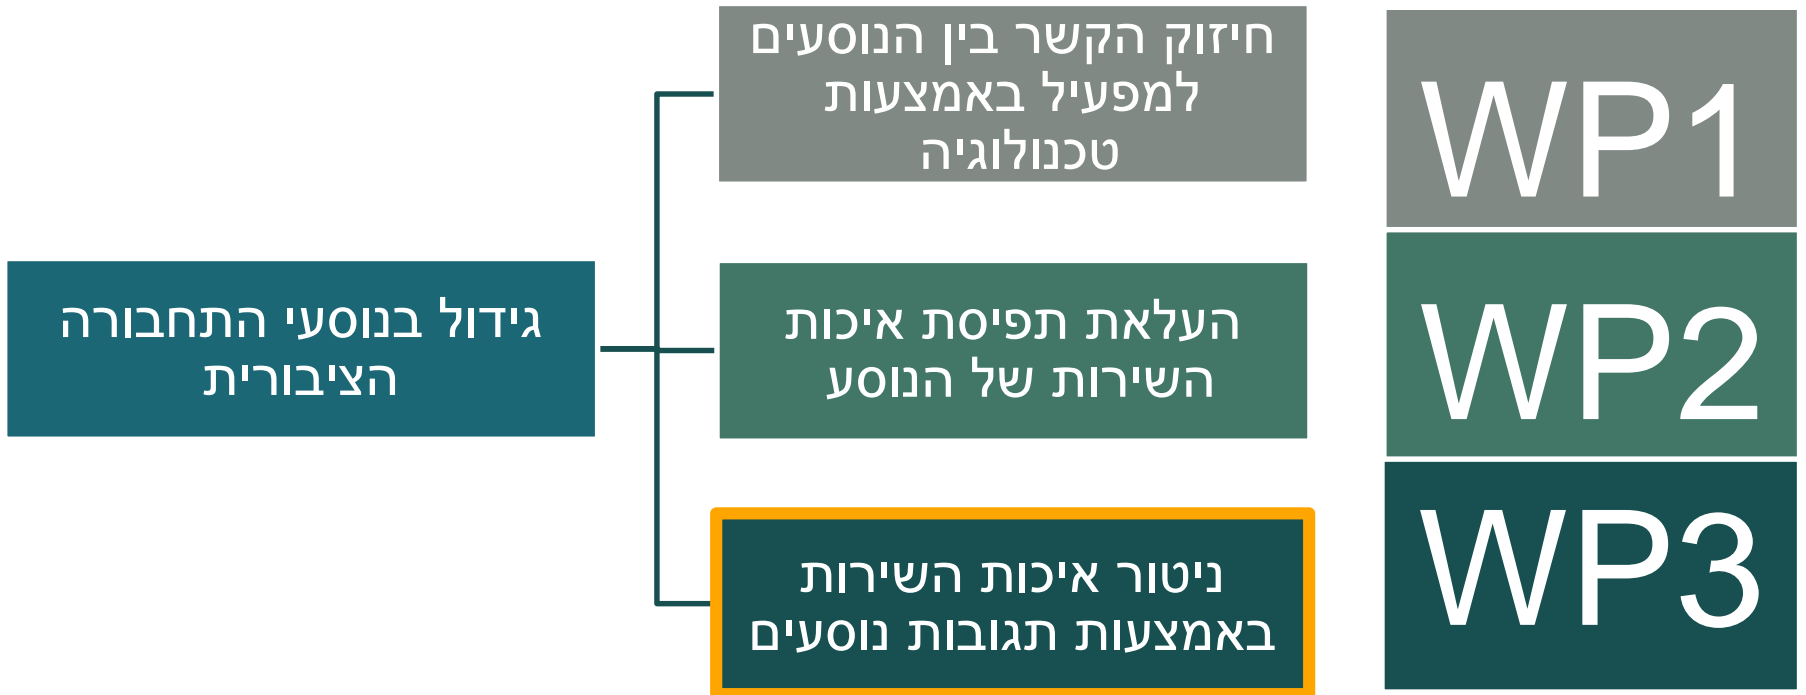 חיזוק הקשר בין הנוסעים
למפעיל באמצעות
טכנולוגיה
WP1
גידול בנוסעי התחבורה
הציבורית
העלאת תפיסת איכות
השירות של הנוסע
WP2
ניטור איכות השירות
באמצעות תגובות נוסעים
WP3